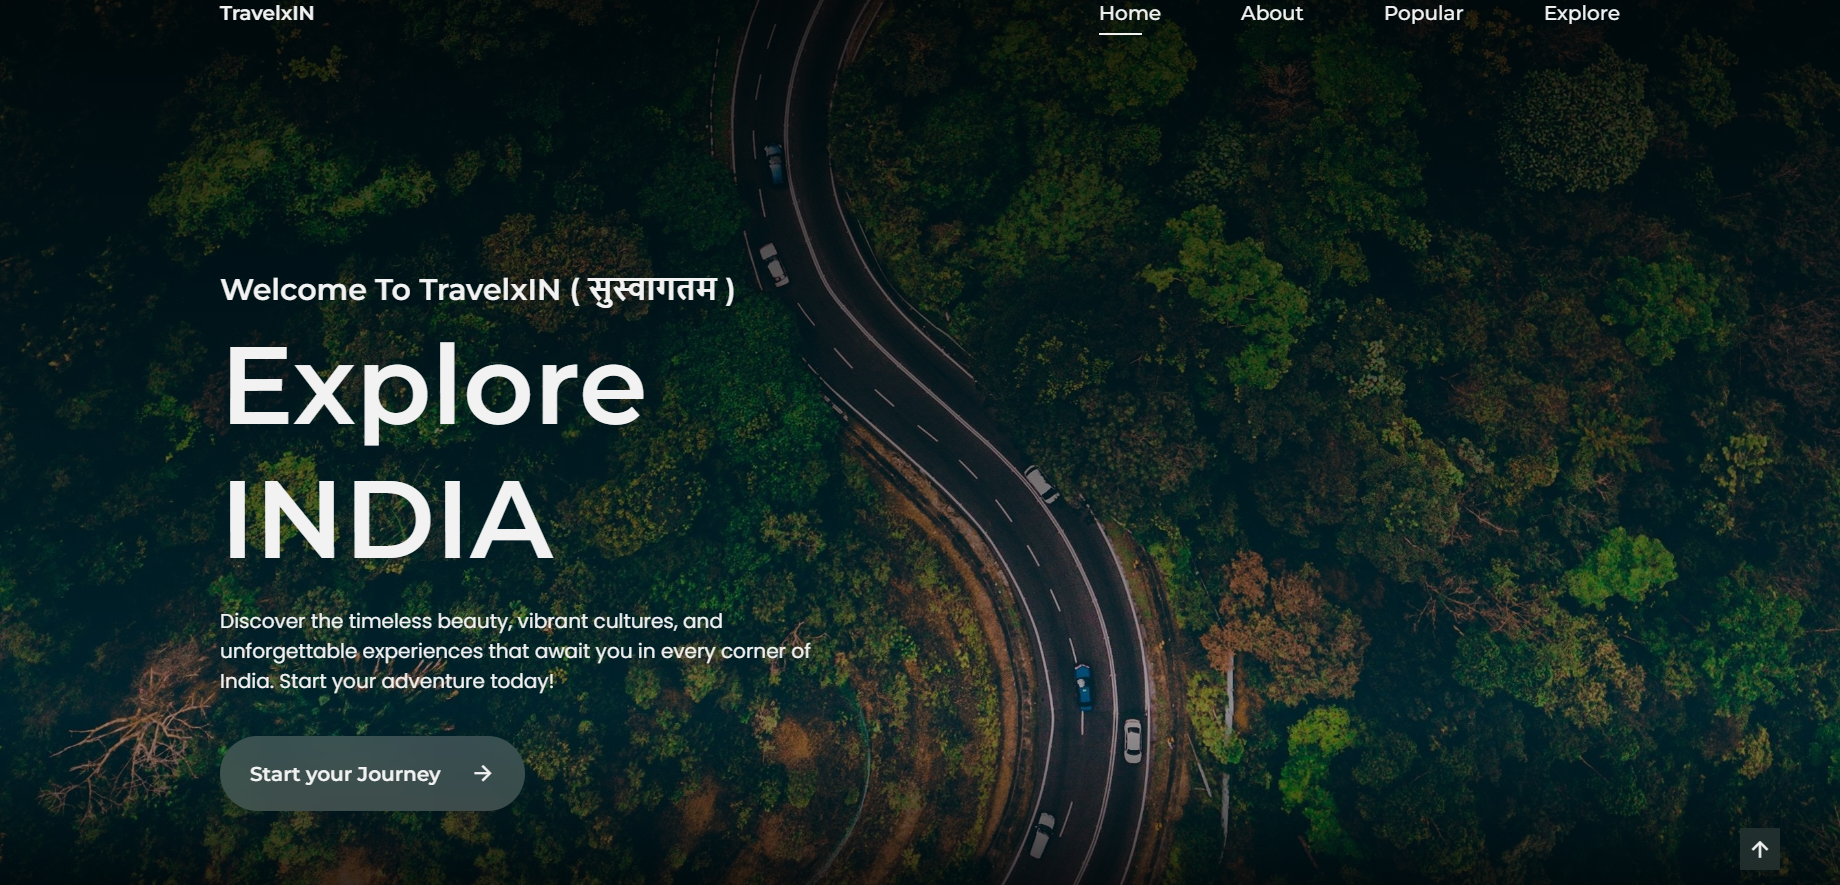 TravelxIN
Home About Popular Explore
Welcome To TravelxIN ( सुस्वागतम )
Explore
INDIA
Discover the timeless beauty, vibrant cultures, and
unforgettable experiences that await you in every corner of
India. Start your adventure today!
Start your Journey